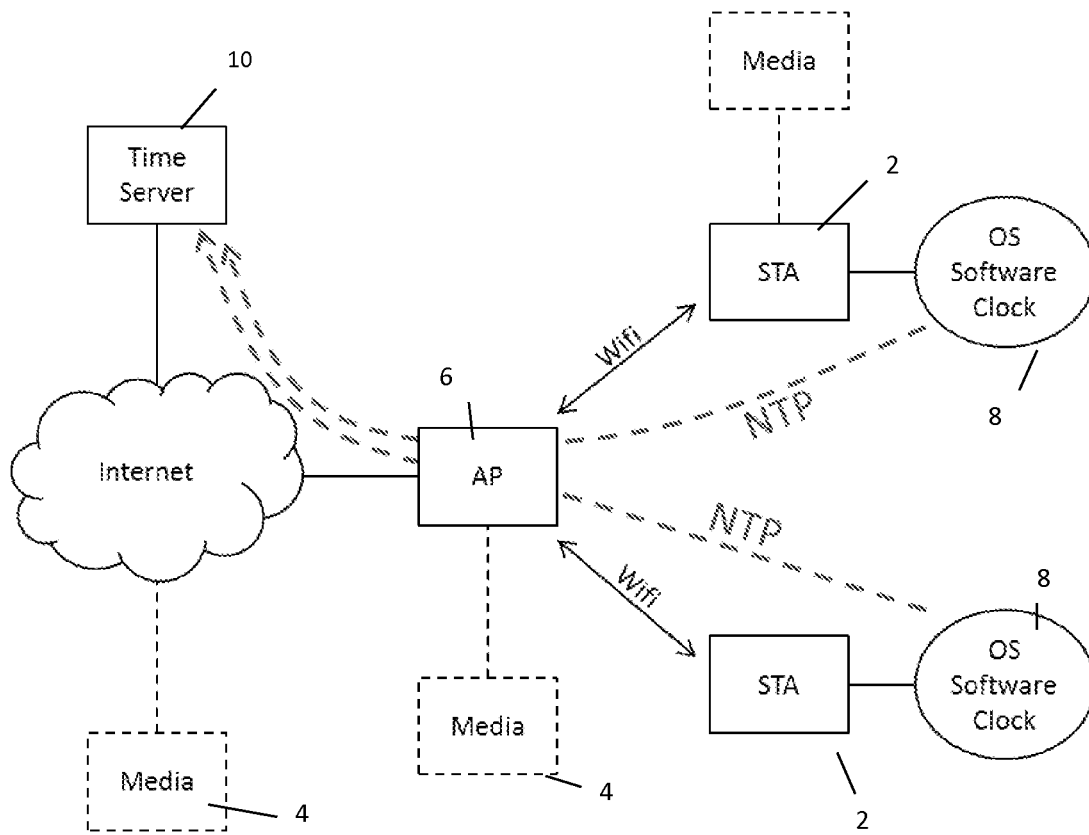 Media
10
Time
Server
2
STA
OS
Software
Clock
Wifi
8
NTP
6
AP
Internet
NTP
Wifi
8
STA
OS
Software
Clock
Media
4
Media
4
2